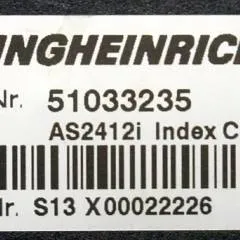 NGHEINRICH
Nr. 51033235
AS2412i Index C
Nr. S13 X00022226